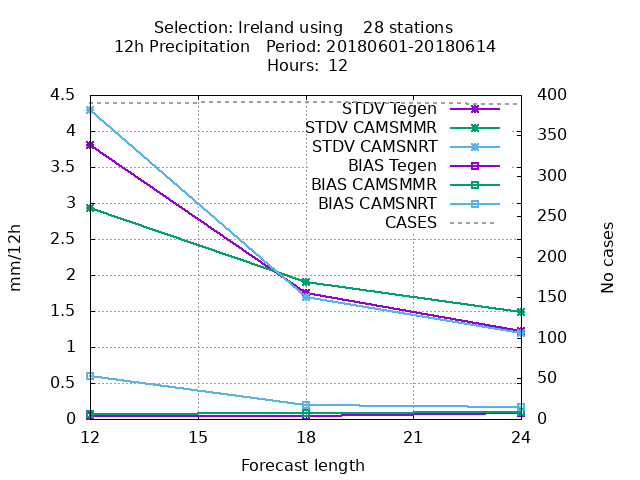 Selection: Ireland using    28 stations
12h Precipitation   Period: 20180601-20180614
Hours:  12
4.5
4
3.5
3
2.5
2
1.5
1
0.5
0
mm/12h
STDV Tegen
STDV CAMSMMR
STDV CAMSNRT
BIAS Tegen
BIAS CAMSMMR
BIAS CAMSNRT
CASES
400
350
300
250
200
150
100
50
0
No cases
12 15 18 21 24
Forecast length